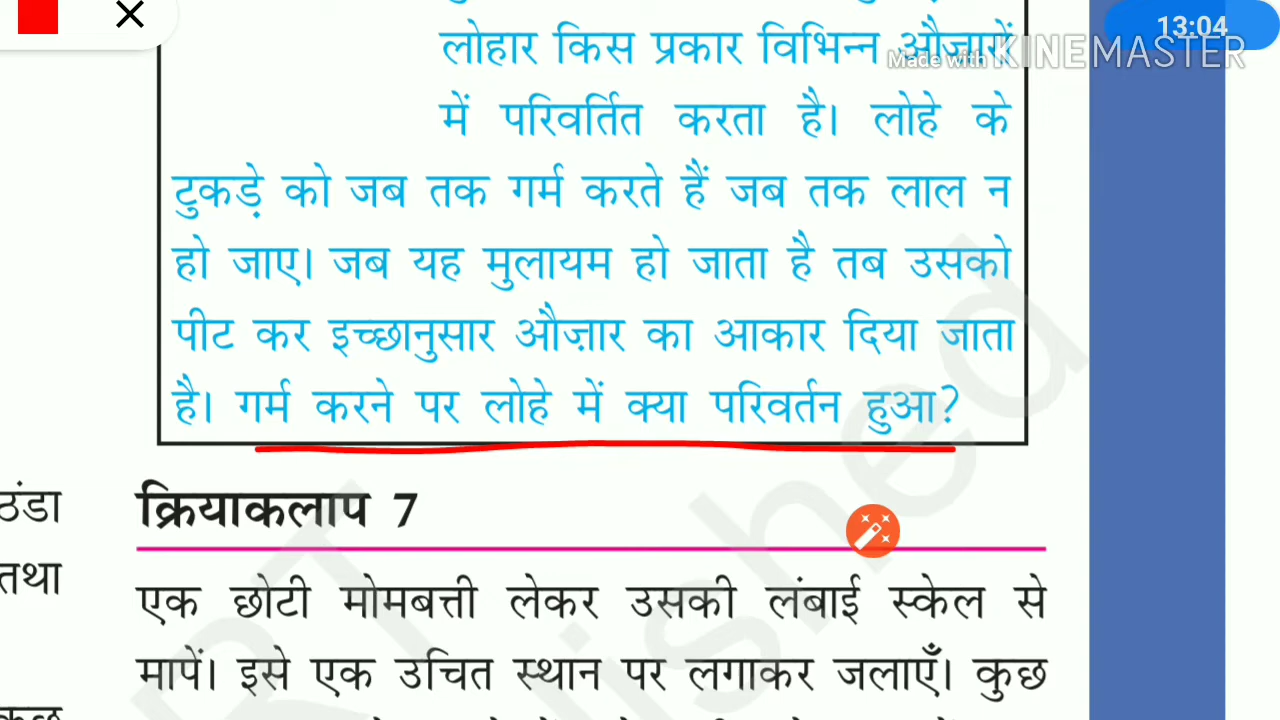 13:04
Made with KINEMASTER
लोहार किस प्रकार विभिन्न औज़ारों
में परिवर्तित करता है। लोहे के
टुकड़े को जब तक गर्म करते हैं जब तक लाल न
हो जाए। जब यह मुलायम हो जाता है तब उसको
पीट कर इच्छानुसार औज़ार का आकार दिया जाता
है। गर्म करने पर लोहे में क्या परिवर्तन हुआ?
ठंडा
तथा
क्रियाकलाप 7
एक छोटी मोमबत्ती लेकर उसकी लंबाई स्केल से
मापें। इसे एक उचित स्थान पर लगाकर जलाएँ। कुछ